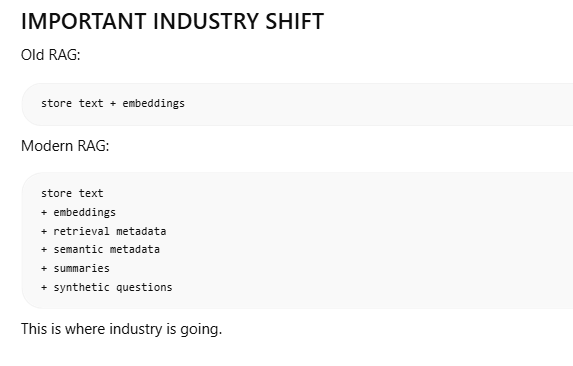 IMPORTANT INDUSTRY SHIFT
Old RAG:
store text + embeddings
Modern RAG:
store text
+ embeddings
+ retrieval metadata
+ semantic metadata
+ summaries
+ synthetic questions
This is where industry is going.